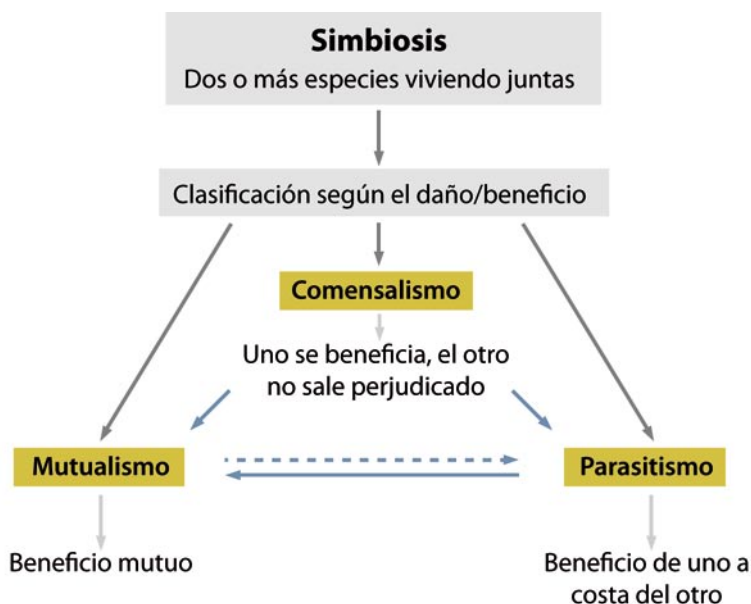 Simbiosis
Dos o más especies viviendo juntas
Clasificación según el daño/beneficio
Comensalismo
Uno se beneficia, el otro
no sale perjudicado
Mutualismo
Parasitismo
Beneficio mutuo
Beneficio de uno a
costa del otro